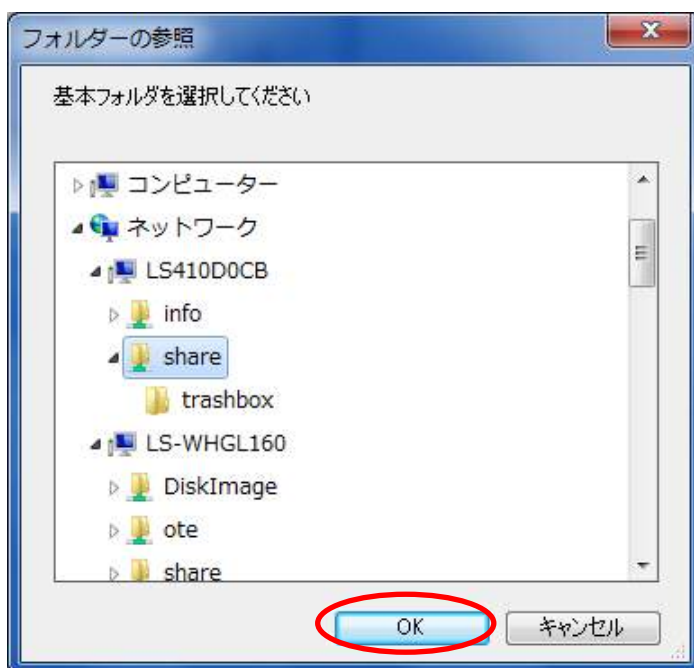 フォルダーの参照
基本フォルダを選択してください
コンピューター
ネットワーク
LS410D0CB
info
share
trashbox
LS-WHGL160
DiskImage
ote
share
OK キャンセル